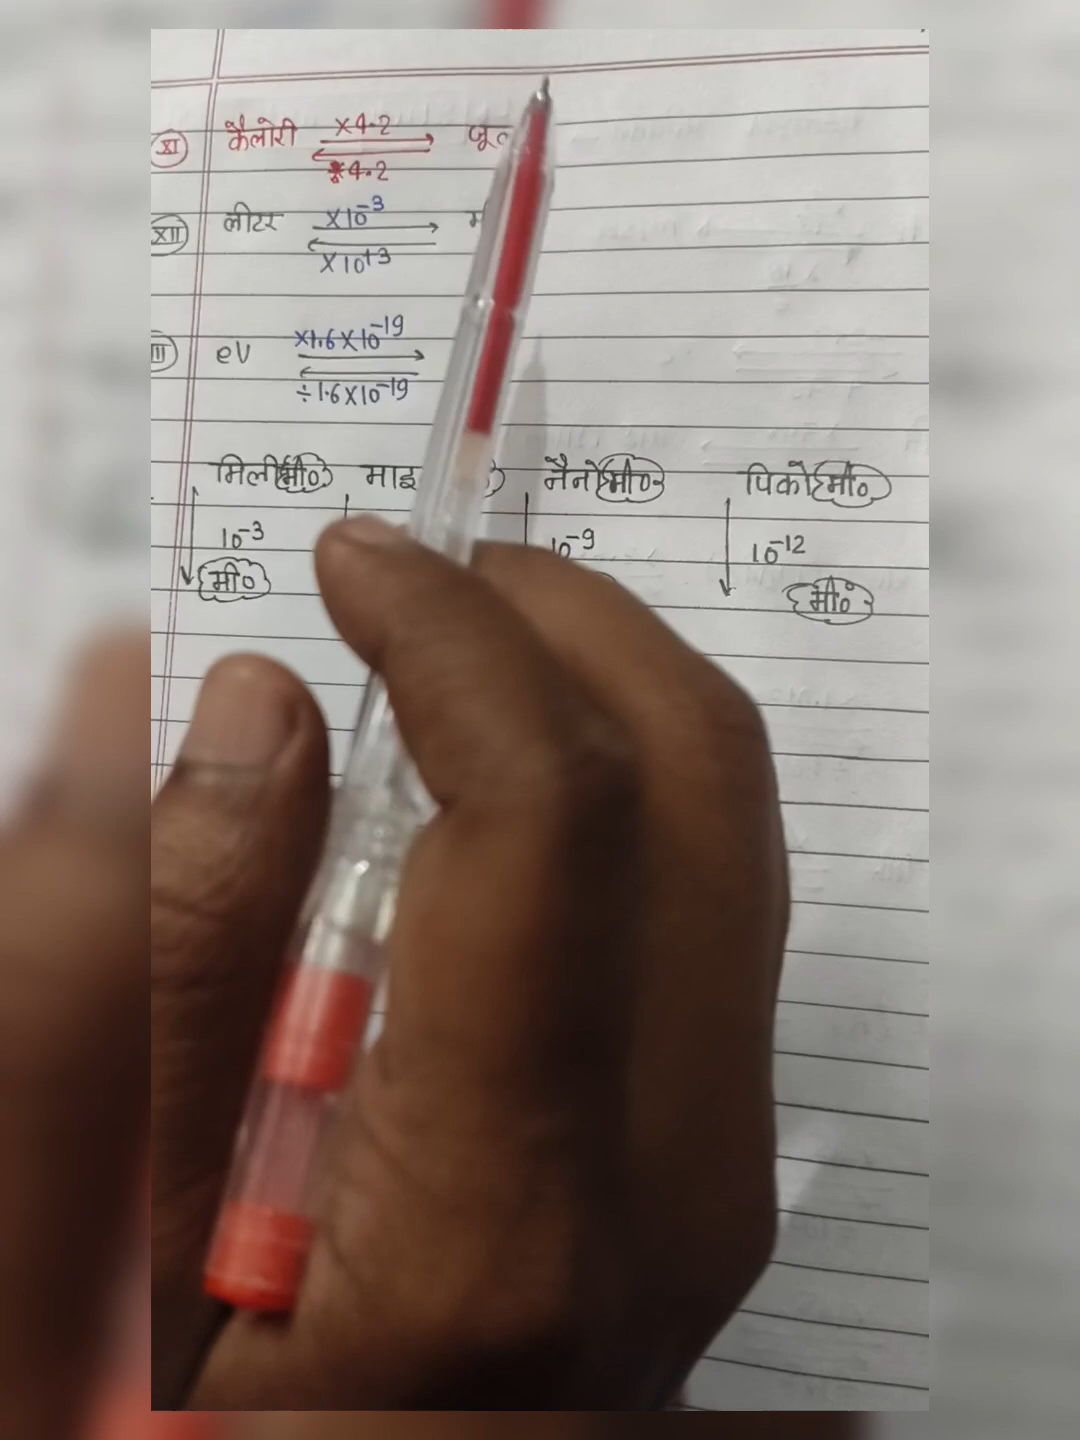 XI कैलोरी ×4.2 जूल
÷4.2
XII लीटर ×10⁻³
×10⁺³
III eV ×1.6×10⁻¹⁹
÷1.6×10⁻¹⁹
मिलीमी० माइ नैनोमी० पिकोमी०
10⁻³ 10⁻⁹ 10⁻¹²
मी० मी०